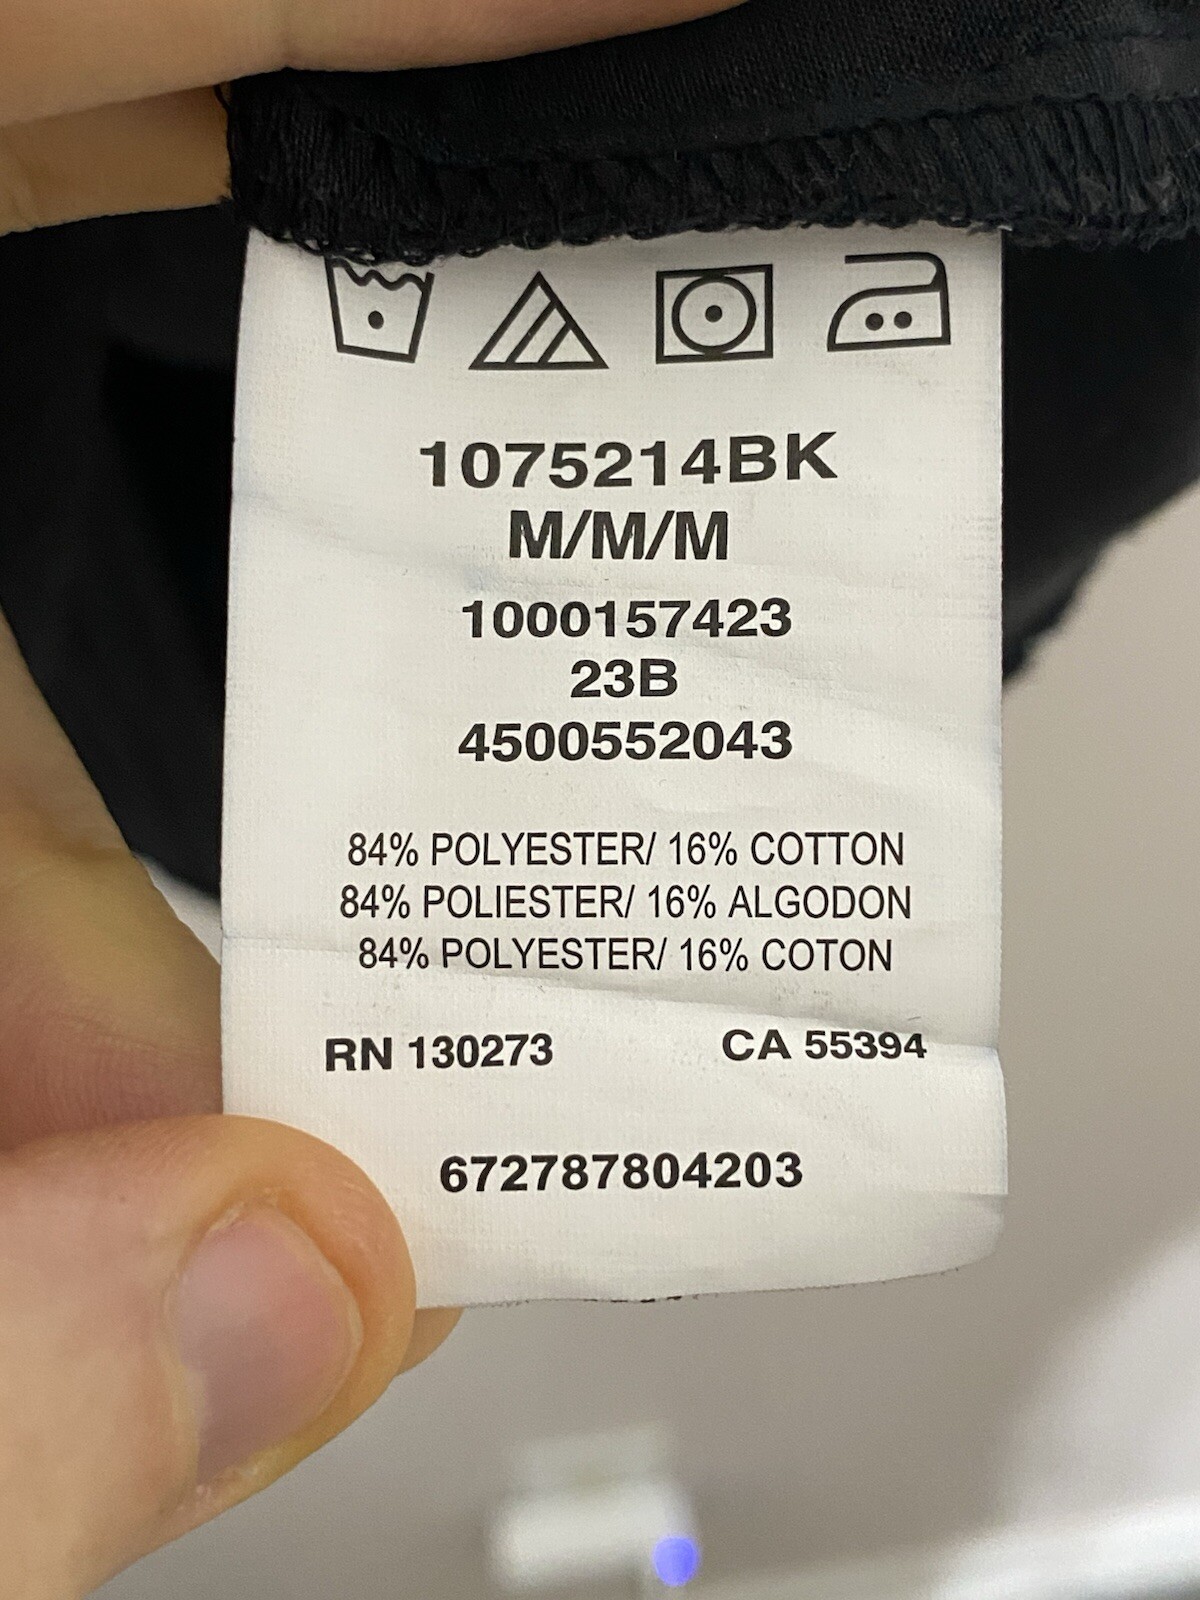 1075214BK
M/M/M
1000157423
23B
4500552043
84% POLYESTER/ 16% COTTON
84% POLIESTER/ 16% ALGODON
84% POLYESTER/ 16% COTON
RN 130273 CA 55394
672787804203